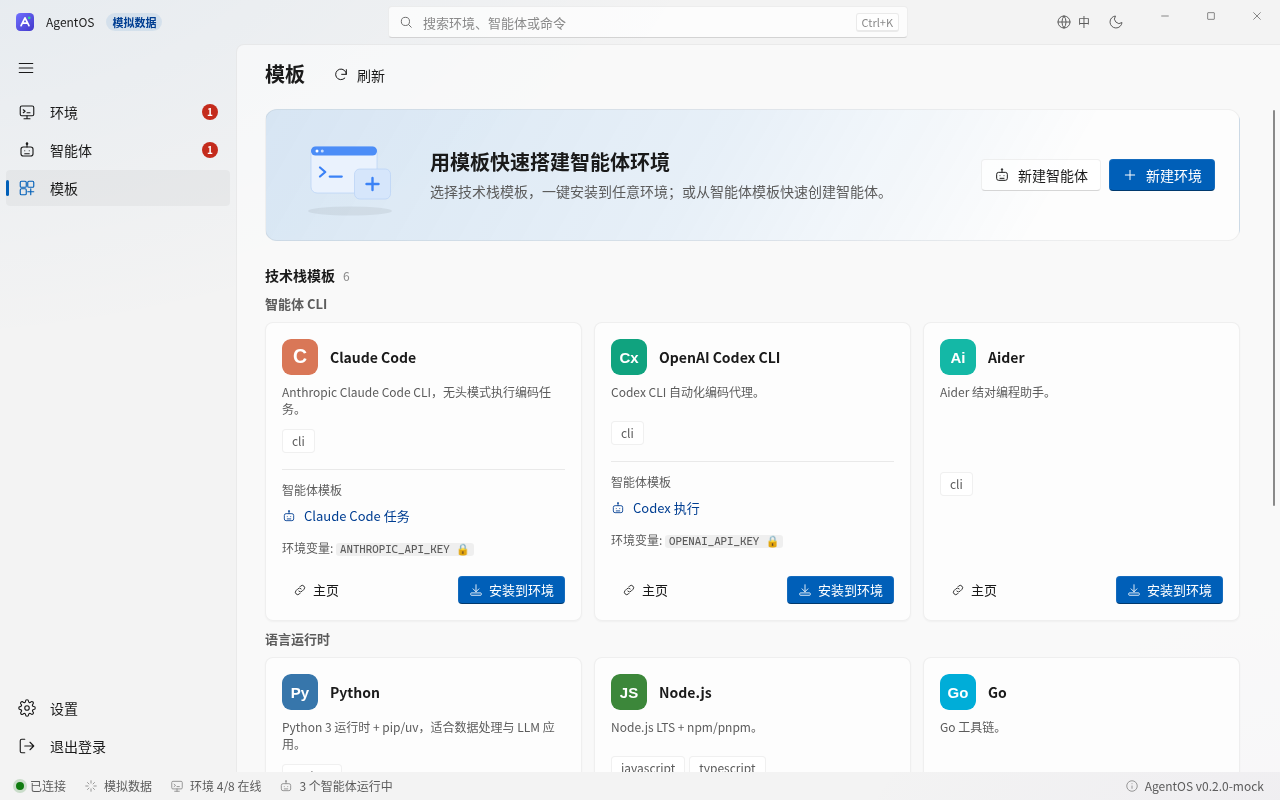 AgentOS 模拟数据
搜索环境、智能体或命令 Ctrl+K
中
环境 1
智能体 1
模板
设置
退出登录
模板 刷新
用模板快速搭建智能体环境
选择技术栈模板，一键安装到任意环境；或从智能体模板快速创建智能体。
新建智能体 新建环境
技术栈模板 6
智能体 CLI
C Claude Code
Anthropic Claude Code CLI，无头模式执行编码任
务。
cli
智能体模板
Claude Code 任务
环境变量: ANTHROPIC_API_KEY 🔒
主页 安装到环境
Cx OpenAI Codex CLI
Codex CLI 自动化编码代理。
cli
智能体模板
Codex 执行
环境变量: OPENAI_API_KEY 🔒
主页 安装到环境
Ai Aider
Aider 结对编程助手。
cli
主页 安装到环境
语言运行时
Py Python
Python 3 运行时 + pip/uv，适合数据处理与 LLM 应
用。
JS Node.js
Node.js LTS + npm/pnpm。
javascript typescript
Go Go
Go 工具链。
已连接 模拟数据 环境 4/8 在线 3 个智能体运行中 AgentOS v0.2.0-mock